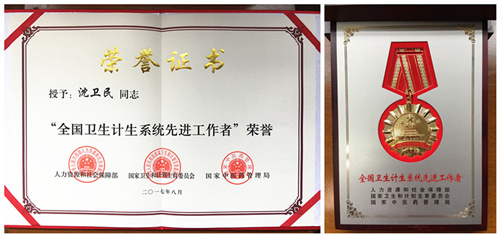 荣誉证书
授予：沈卫民 同志
“全国卫生计生系统先进工作者”荣誉
人力资源和社会保障部 国家卫生和计划生育委员会 国家中医药管理局
二〇一七年八月
全国卫生计生系统先进工作者
人力资源和社会保障部
国家卫生和计划生育委员会
国家中医药管理局